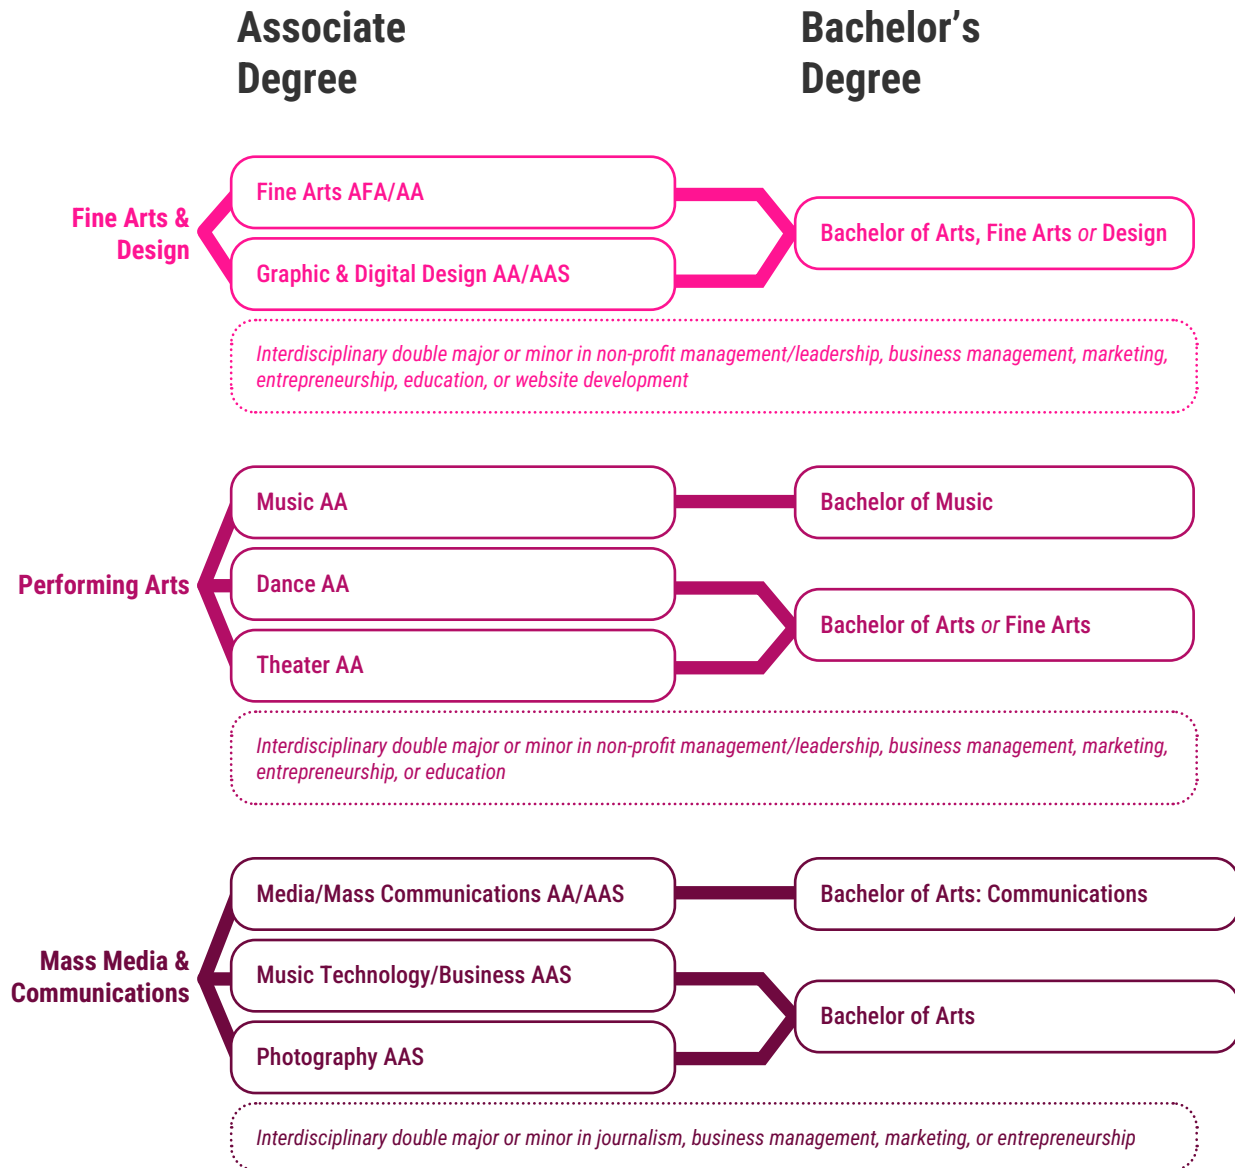 Associate
Degree
Bachelor’s
Degree
Fine Arts &
Design
Fine Arts AFA/AA
Graphic & Digital Design AA/AAS
Bachelor of Arts, Fine Arts or Design
Interdisciplinary double major or minor in non-profit management/leadership, business management, marketing,
entrepreneurship, education, or website development
Performing Arts
Music AA
Dance AA
Theater AA
Bachelor of Music
Bachelor of Arts or Fine Arts
Interdisciplinary double major or minor in non-profit management/leadership, business management, marketing,
entrepreneurship, or education
Mass Media &
Communications
Media/Mass Communications AA/AAS
Music Technology/Business AAS
Photography AAS
Bachelor of Arts: Communications
Bachelor of Arts
Interdisciplinary double major or minor in journalism, business management, marketing, or entrepreneurship